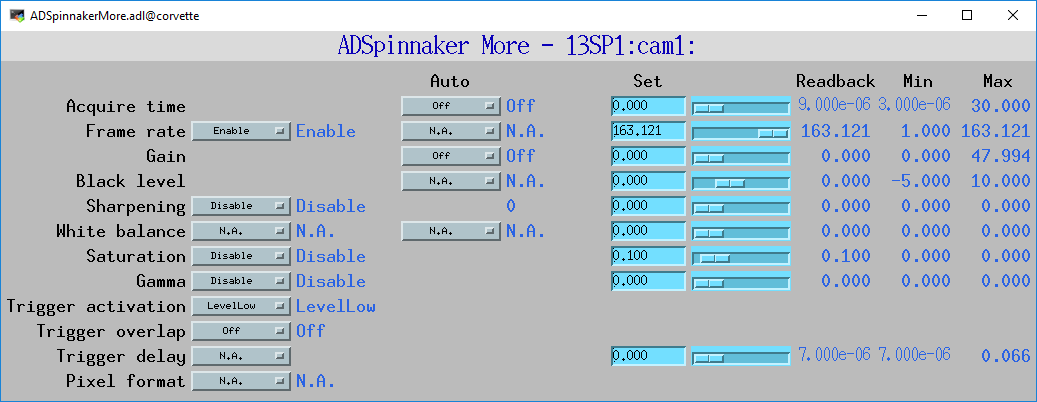 ADSpinnakerMore.adl@corvette
ADSpinnaker More - 13SP1:cam1:
Auto Set Readback Min Max
Acquire time Off Off 0.000 9.000e-06 3.000e-06 30.000
Frame rate Enable Enable N.A. N.A. 163.121 163.121 1.000 163.121
Gain Off Off 0.000 0.000 0.000 47.994
Black level N.A. N.A. 0.000 0.000 -5.000 10.000
Sharpening Disable Disable 0 0.000 0.000 0.000 0.000
White balance N.A. N.A. N.A. N.A. 0.000 0.000 0.000 0.000
Saturation Disable Disable 0.100 0.100 0.000 0.000
Gamma Disable Disable 0.000 0.000 0.000 0.000
Trigger activation LevelLow LevelLow
Trigger overlap Off Off
Trigger delay N.A. 0.000 7.000e-06 7.000e-06 0.066
Pixel format N.A. N.A.